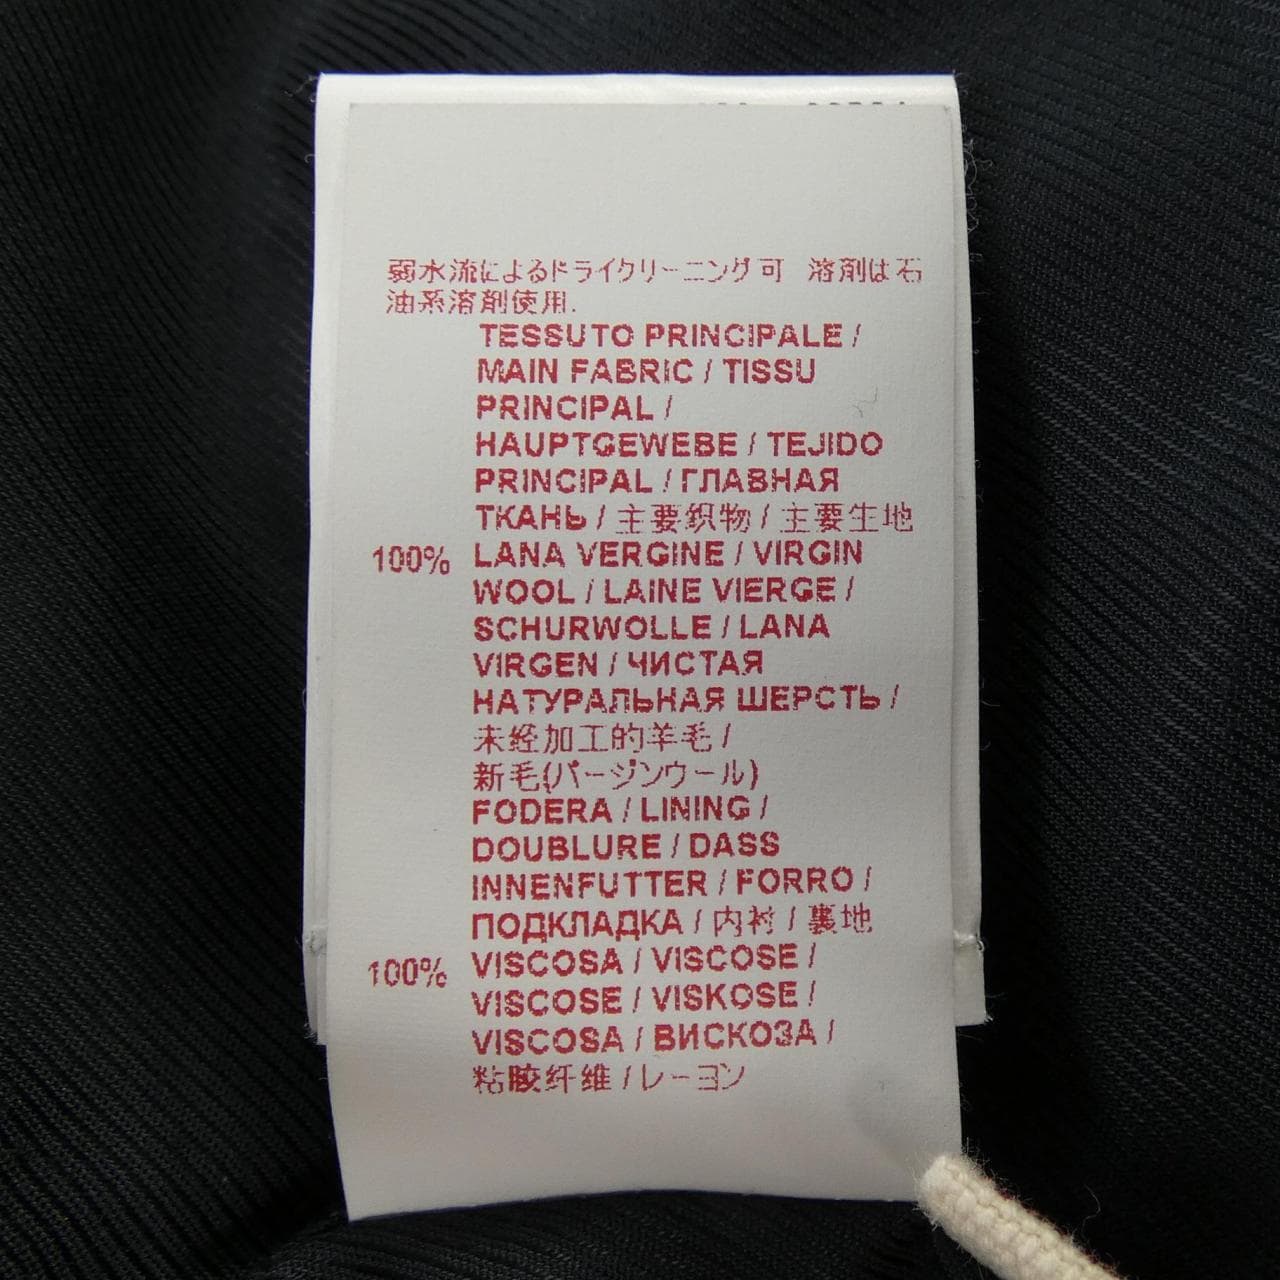 弱水流によるドライクリーニング可 溶剤は石
油系溶剤使用.
TESSUTO PRINCIPALE /
MAIN FABRIC / TISSU
PRINCIPAL /
HAUPTGEWEBE / TEJIDO
PRINCIPAL / ГЛАВНАЯ
ТКАНЬ / 主要织物 / 主要生地
100% LANA VERGINE / VIRGIN
WOOL / LAINE VIERGE /
SCHURWOLLE / LANA
VIRGEN / ЧИСТАЯ
НАТУРАЛЬНАЯ ШЕРСТЬ /
未经加工的羊毛 /
新毛(バージンウール)
FODERA / LINING /
DOUBLURE / DASS
INNENFUTTER / FORRO /
ПОДКЛАДКА / 内衬 / 裏地
100% VISCOSA / VISCOSE /
VISCOSE / VISKOSE /
VISCOSA / ВИСКОЗА /
粘胶纤维 / レーヨン